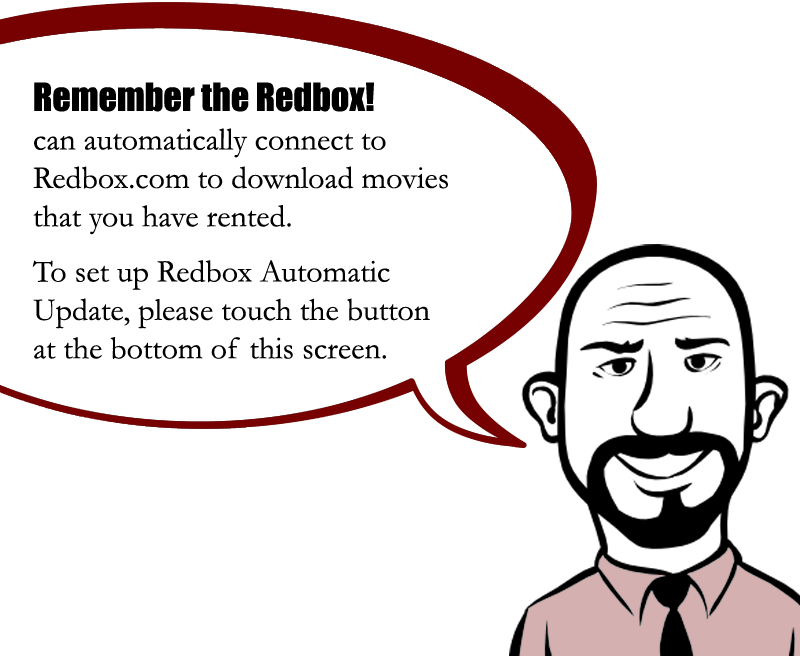 Remember the Redbox!
can automatically connect to
Redbox.com to download movies
that you have rented.
To set up Redbox Automatic
Update, please touch the button
at the bottom of this screen.